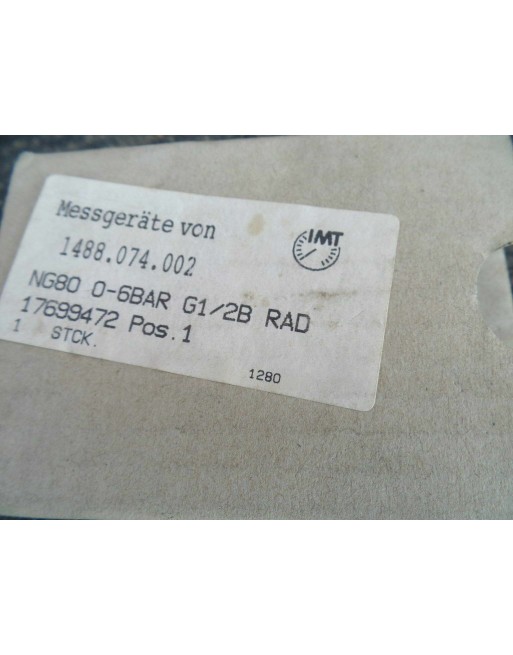 Messgeräte von
IMT
1488.074.002
NG80 0-6BAR G1/2B RAD
17699472 Pos.1
1 STCK.
1280